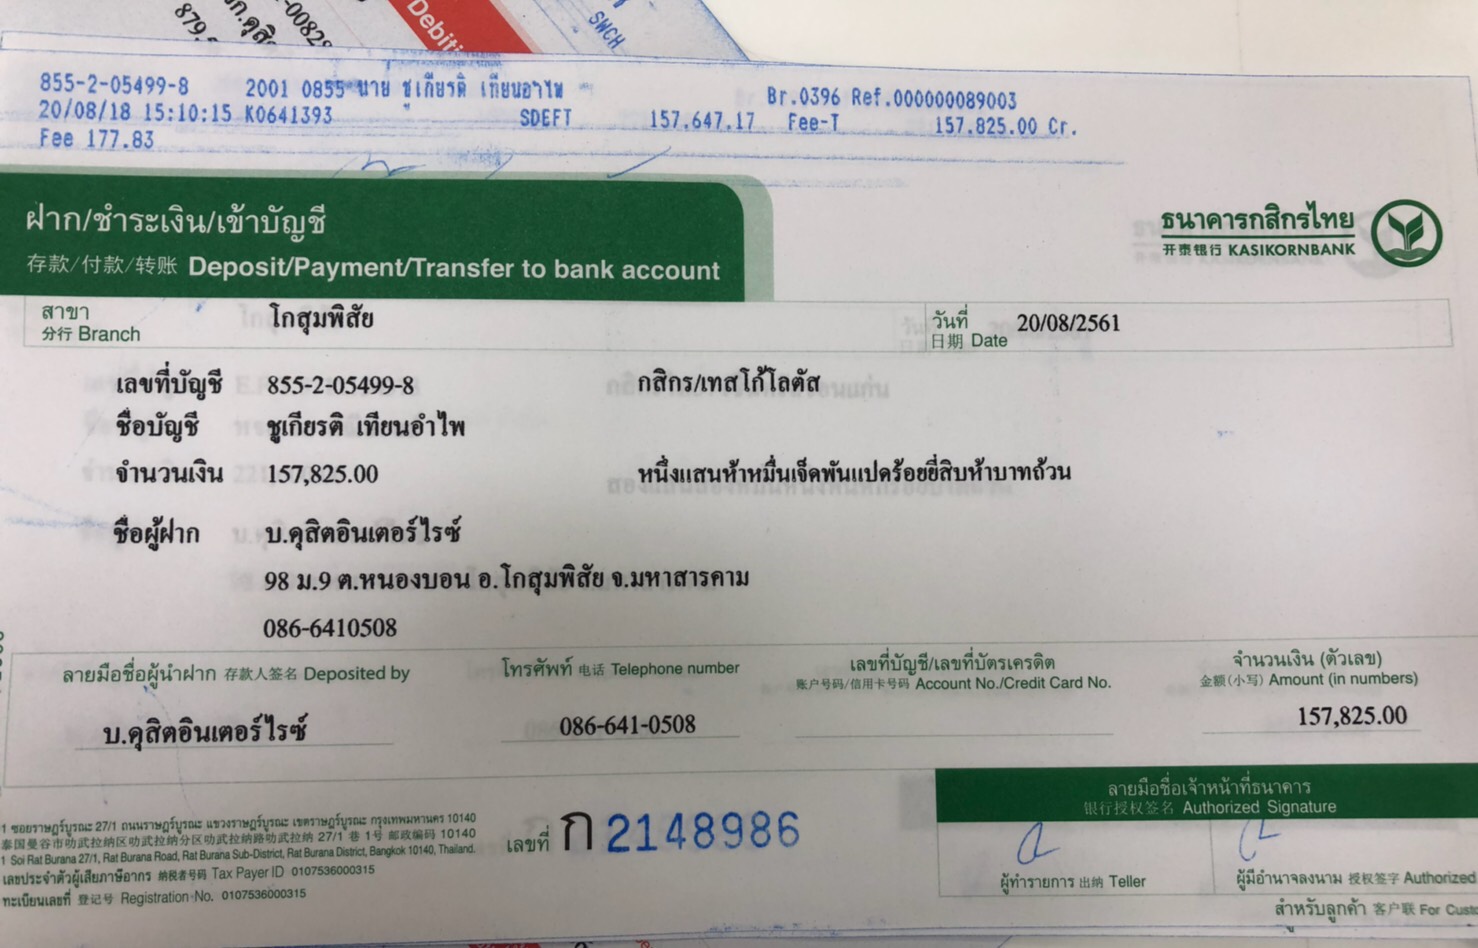 SWCH
Debiti
-0082
879.
855-2-05499-8 2001 0855 นาย ชูเกียรติ เทียนอำไพ Br.0396 Ref.000000089003
20/08/18 15:10:15 K0641393 SDEFT 157.647.17 Fee-T 157.825.00 Cr.
Fee 177.83
ฝาก/ชำระเงิน/เข้าบัญชี
存款/付款/转账 Deposit/Payment/Transfer to bank account
ธนาคารกสิกรไทย
开泰银行 KASIKORNBANK
สาขา โกสุมพิสัย วันที่ 20/08/2561
分行 Branch 日期 Date
เลขที่บัญชี 855-2-05499-8 กสิกร/เทสโก้โลตัส
ชื่อบัญชี ชูเกียรติ เทียนอำไพ
จำนวนเงิน 157,825.00 หนึ่งแสนห้าหมื่นเจ็ดพันแปดร้อยยี่สิบห้าบาทถ้วน
ชื่อผู้ฝาก บ.ดุสิตอินเตอร์ไรซ์
98 ม.9 ต.หนองบอน อ.โกสุมพิสัย จ.มหาสารคาม
086-6410508
ลายมือชื่อผู้นำฝาก 存款人签名 Deposited by โทรศัพท์ 电话 Telephone number เลขที่บัญชี/เลขที่บัตรเครดิต จำนวนเงิน (ตัวเลข)
账户号码/信用卡号码 Account No./Credit Card No. 金额(小写) Amount (in numbers)
บ.ดุสิตอินเตอร์ไรซ์ 086-641-0508 157,825.00
ลายมือชื่อเจ้าหน้าที่ธนาคาร
银行授权签名 Authorized Signature
1 ซอยราษฎร์บูรณะ 27/1 ถนนราษฎร์บูรณะ แขวงราษฎร์บูรณะ เขตราษฎร์บูรณะ กรุงเทพมหานคร 10140
泰国曼谷市叻武拉纳区叻武拉纳分区叻武拉纳路叻武拉纳 27/1 巷 1号 邮政编码 10140
1 Soi Rat Burana 27/1, Rat Burana Road, Rat Burana Sub-District, Rat Burana District, Bangkok 10140, Thailand.
เลขประจำตัวผู้เสียภาษีอากร 纳税者号码 Tax Payer ID 0107536000315
ทะเบียนเลขที่ 登记号 Registration No. 0107536000315
เลขที่ ก 2148986
ผู้ทำรายการ 出纳 Teller ผู้มีอำนาจลงนาม 授权签字 Authorized
สำหรับลูกค้า 客户联 For Custo